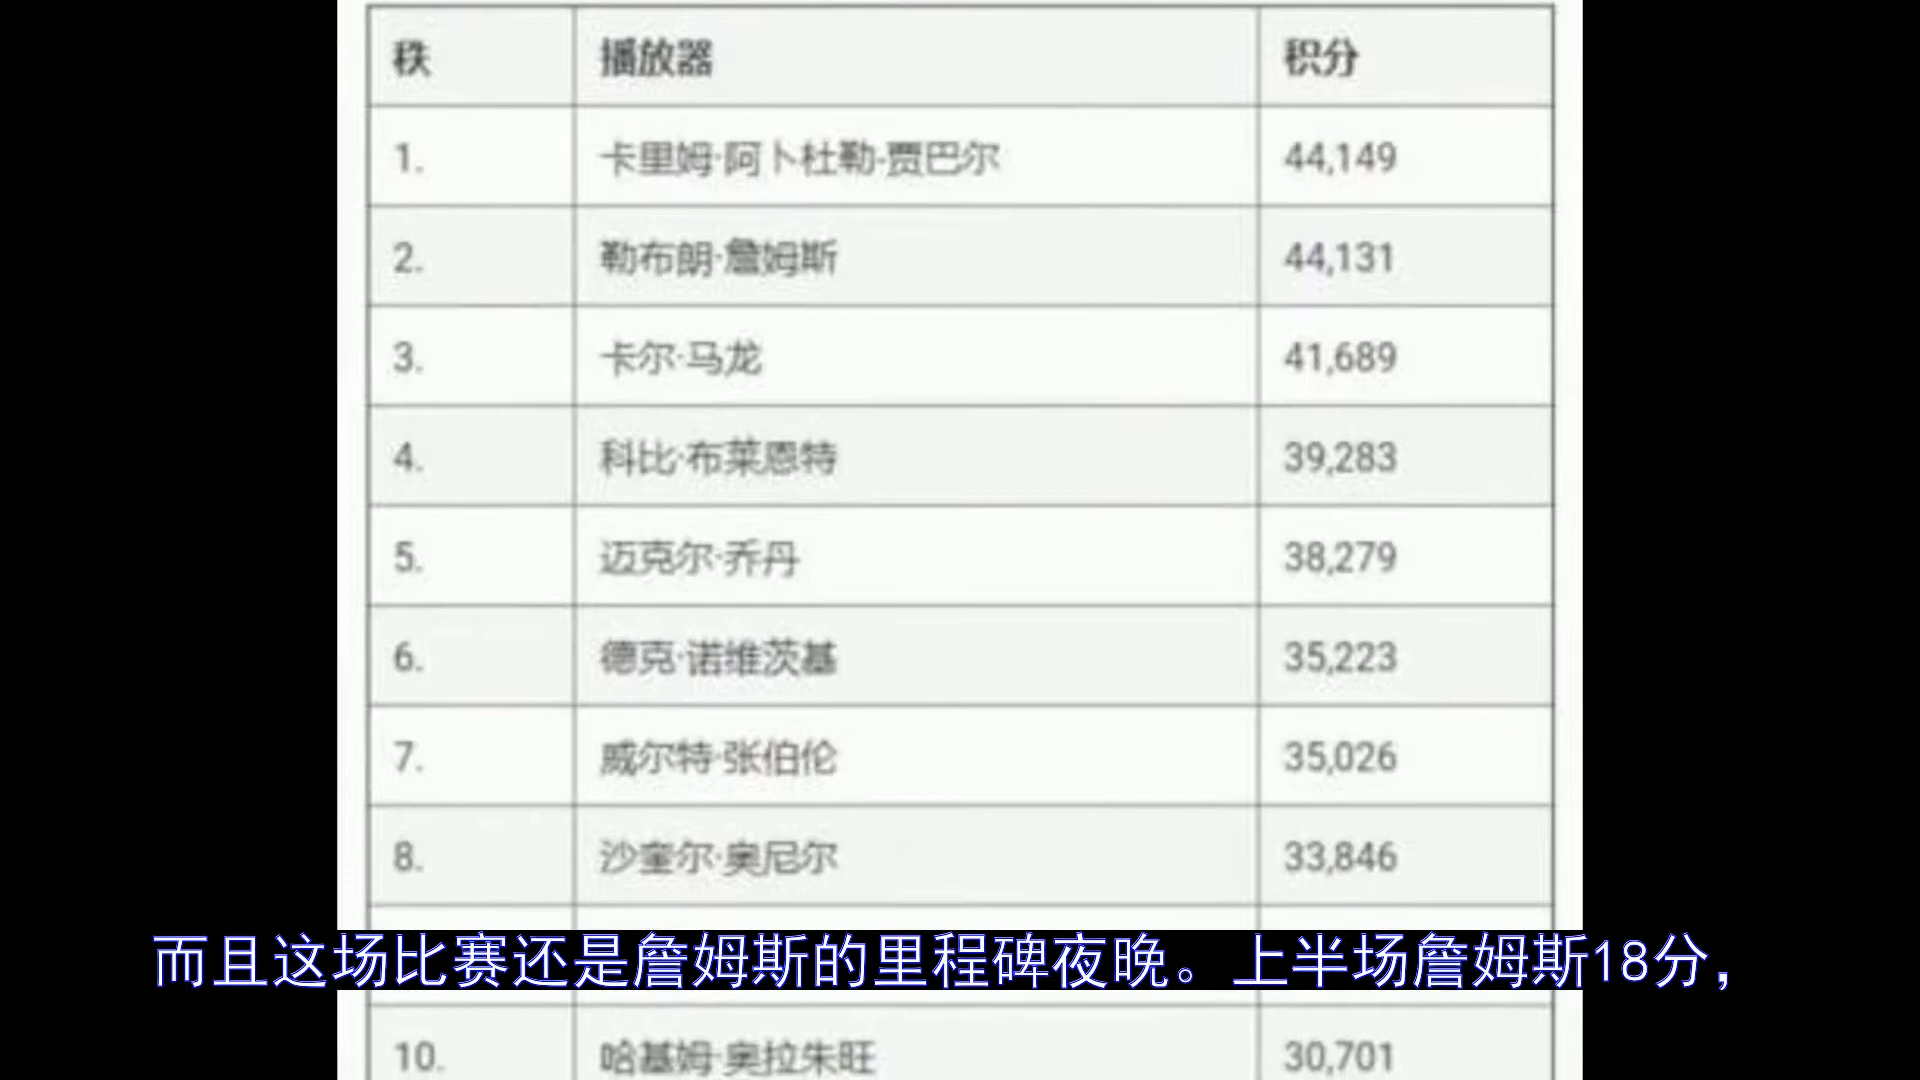 秩 播放器 积分
1. 卡里姆·阿卜杜勒-贾巴尔 44,149
2. 勒布朗·詹姆斯 44,131
3. 卡尔·马龙 41,689
4. 科比·布莱恩特 39,283
5. 迈克尔·乔丹 38,279
6. 德克·诺维茨基 35,223
7. 威尔特·张伯伦 35,026
8. 沙奎尔·奥尼尔 33,846
而且这场比赛还是詹姆斯的里程碑夜晚。上半场詹姆斯18分，
10. 哈基姆·奥拉朱旺 30,701